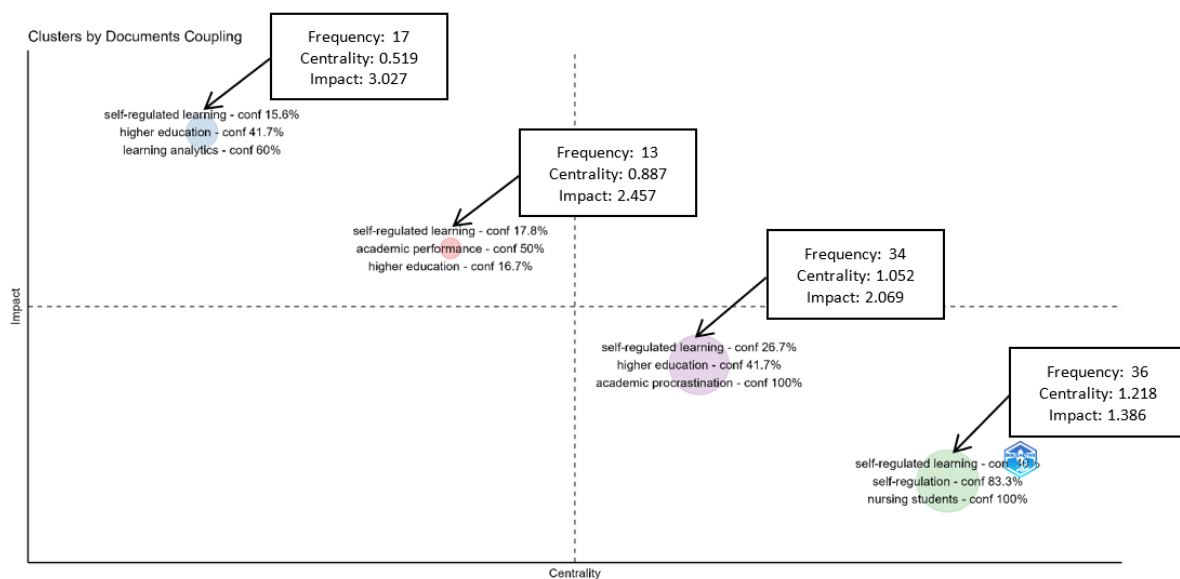 Clusters by Documents Coupling
Frequency: 17
Centrality: 0.519
Impact: 3.027
self-regulated learning - conf 15.6%
higher education - conf 41.7%
learning analytics - conf 60%
Frequency: 13
Centrality: 0.887
Impact: 2.457
self-regulated learning - conf 17.8%
academic performance - conf 50%
higher education - conf 16.7%
Frequency: 34
Centrality: 1.052
Impact: 2.069
self-regulated learning - conf 26.7%
higher education - conf 41.7%
academic procrastination - conf 100%
Frequency: 36
Centrality: 1.218
Impact: 1.386
self-regulated learning - conf 40%
self-regulation - conf 83.3%
nursing students - conf 100%
Impact
Centrality